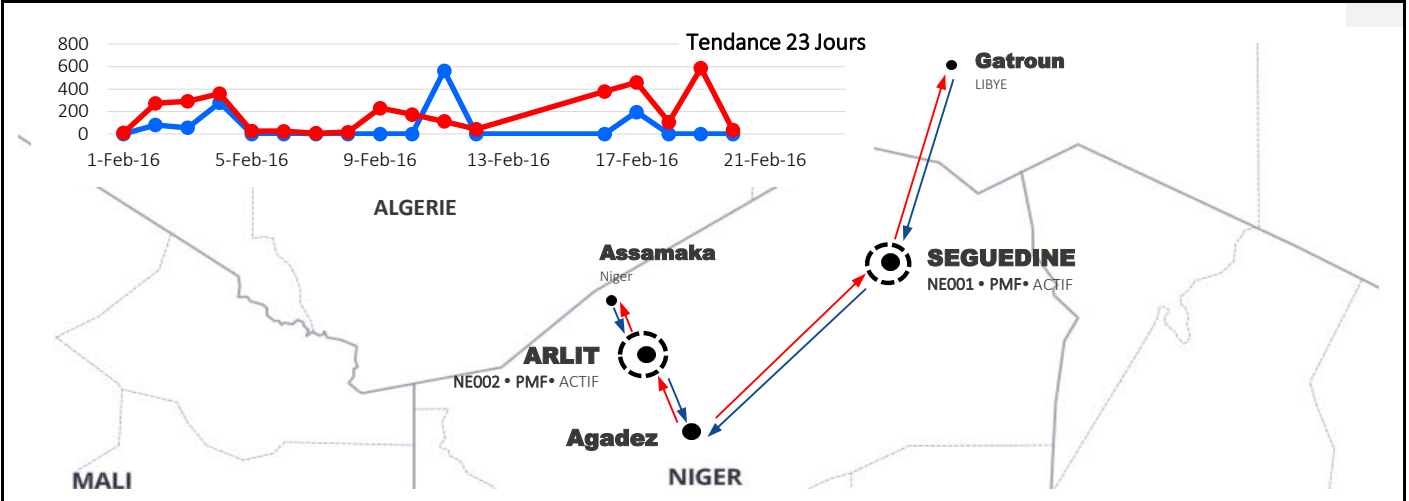 Tendance 23 Jours
800
600
400
200
0
1-Feb-16 5-Feb-16 9-Feb-16 13-Feb-16 17-Feb-16 21-Feb-16
Gatroun
LIBYE
ALGERIE
Assamaka
Niger
SEGUEDINE
NE001 • PMF• ACTIF
ARLIT
NE002 • PMF• ACTIF
Agadez
MALI
NIGER